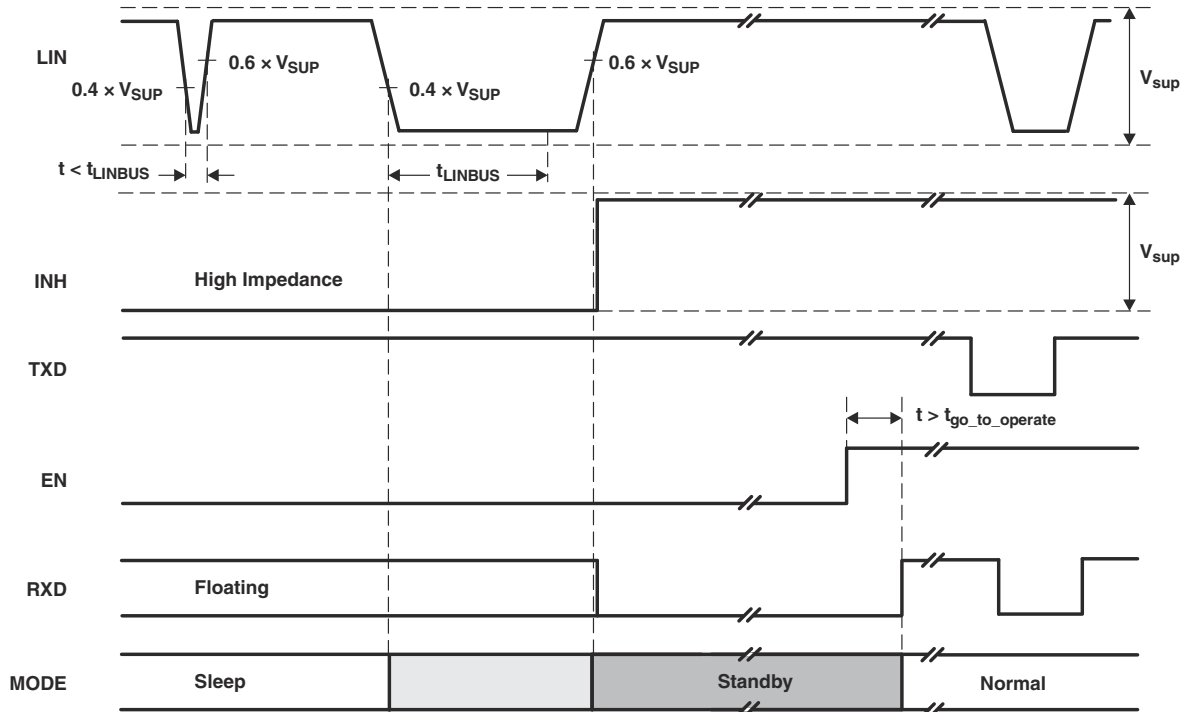 LIN
0.6 × VSUP
0.4 × VSUP
0.4 × VSUP
0.6 × VSUP
Vsup
t < tLINBUS
tLINBUS
INH
High Impedance
Vsup
TXD
t > tgo_to_operate
EN
RXD
Floating
MODE
Sleep
Standby
Normal